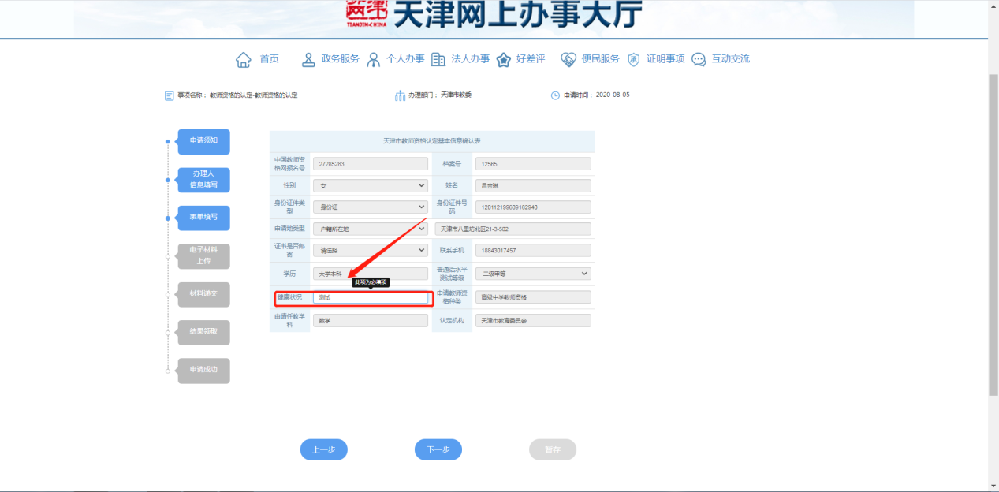 TIANJIN·CHINA 天津网上办事大厅
首页 政务服务 个人办事 法人办事 好差评 便民服务 证明事项 互动交流
事项名称： 教师资格的认定-教师资格的认定 办理部门： 天津市教委 申请时间： 2020-08-05
申请须知
办理人
信息填写
表单填写
电子材料
上传
材料递交
结果领取
申请成功
天津市教师资格认定基本信息确认表
中国教师资格网报名号 27285283 档案号 12565
性别 女 姓名 吕金琳
身份证件类型 身份证 身份证件号码 120112199609182940
申请地类型 户籍所在地 天津市八里坊北区21-3-502
证书是否邮寄 请选择 联系手机 18843017457
学历 大学本科 普通话水平测试等级 二级甲等
此项为必填项
健康状况 测试 申请教师资格种类 高级中学教师资格
申请任教学科 数学 认定机构 天津市教育委员会
上一步 下一步 暂存